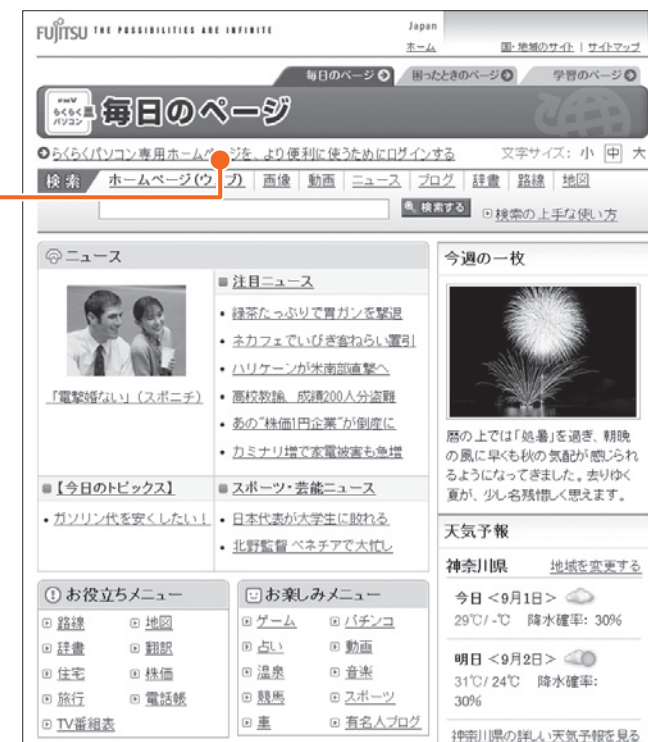 FUJITSU THE POSSIBILITIES ARE INFINITE
Japan
ホーム
国・地域のサイト | サイトマップ
毎日のページ
困ったときのページ
学習のページ
FMV
らくらく
パソコン
毎日のページ
らくらくパソコン専用ホームページを、より便利に使うためにログインする
文字サイズ: 小 中 大
検索 ホームページ(ウェブ) 画像 動画 ニュース ブログ 辞書 路線 地図
検索する
検索の上手な使い方
ニュース
「電撃婚ない」(スポニチ)
注目ニュース
・緑茶たっぷりで胃ガンを撃退
・ネカフェでいびき客ねらい置引
・ハリケーンが米南部直撃へ
・高校教諭、成績200人分盗難
・あの"株価1円企業"が倒産に
・カミナリ増で家電被害も急増
【今日のトピックス】
・ガソリン代を安くしたい!
スポーツ・芸能ニュース
・日本代表が大学生に敗れる
・北野監督 ベネチアで大忙し
今週の一枚
暦の上では「処暑」を過ぎ、朝晩
の風に早くも秋の気配が感じられ
るようになってきました。去りゆく
夏が、少し名残惜しく思えます。
天気予報
神奈川県 地域を変更する
今日 <9月1日>
29℃/-℃ 降水確率: 30%
明日 <9月2日>
31℃/24℃ 降水確率:
30%
神奈川県の詳しい天気予報を見る
お役立ちメニュー
路線 地図
辞書 翻訳
住宅 株価
旅行 電話帳
TV番組表
お楽しみメニュー
ゲーム パチンコ
占い 動画
温泉 音楽
競馬 スポーツ
車 有名人ブログ